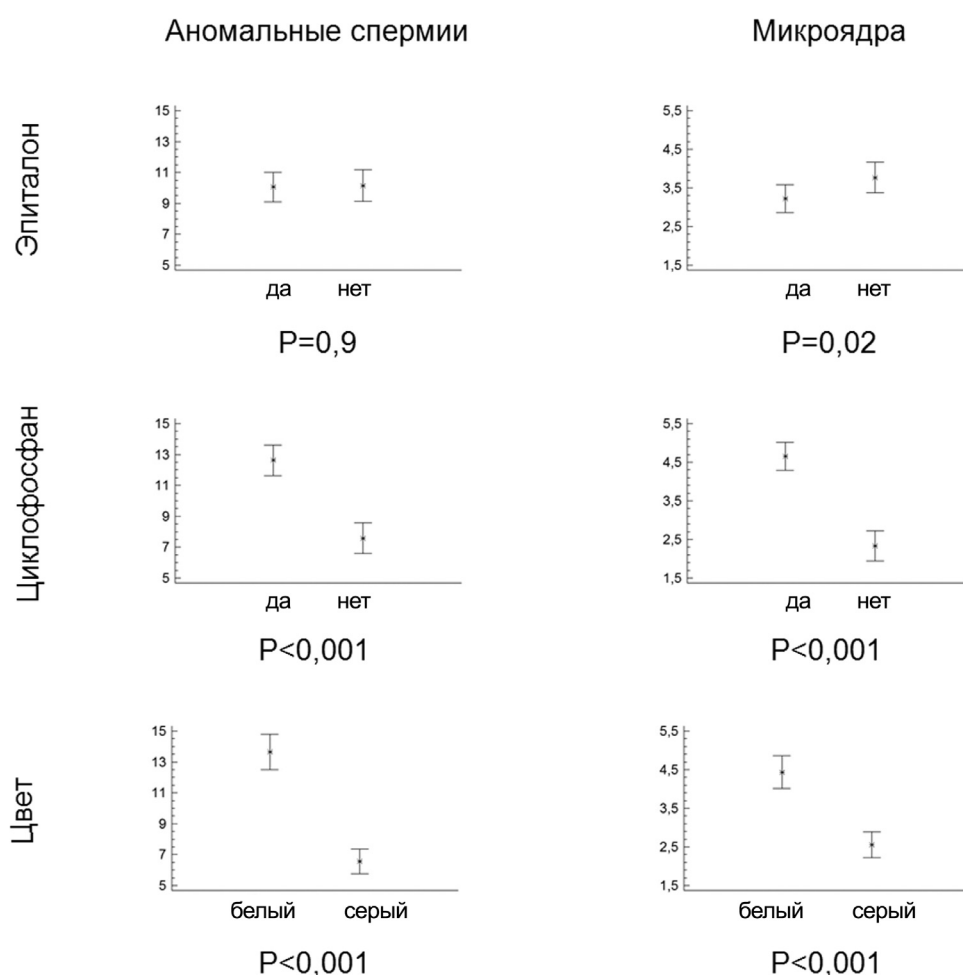 Аномальные спермии
Микроядра
Эпиталон
15
13
11
9
7
5
да нет
P=0,9
5,5
4,5
3,5
2,5
1,5
да нет
P=0,02
Циклофосфан
15
13
11
9
7
5
да нет
P<0,001
5,5
4,5
3,5
2,5
1,5
да нет
P<0,001
Цвет
15
13
11
9
7
5
белый серый
P<0,001
5,5
4,5
3,5
2,5
1,5
белый серый
P<0,001